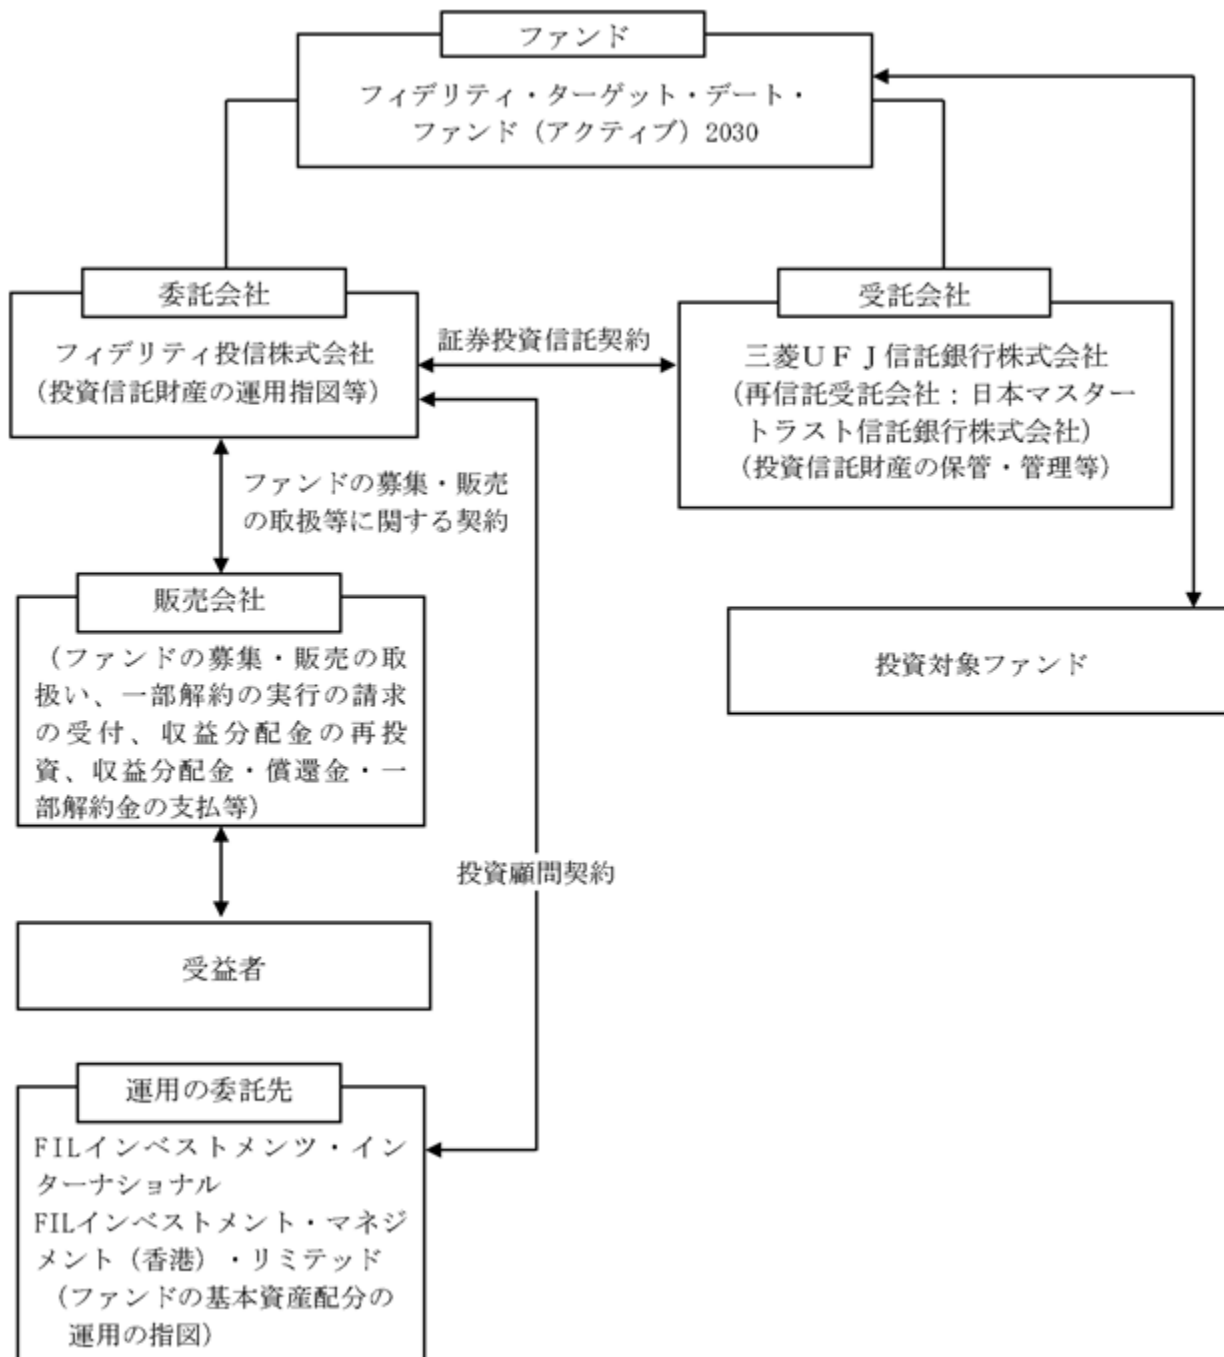 ファンド
フィデリティ・ターゲット・デート・
ファンド（アクティブ）2030
委託会社
フィデリティ投信株式会社
（投資信託財産の運用指図等）
証券投資信託契約
受託会社
三菱ＵＦＪ信託銀行株式会社
（再信託受託会社：日本マスター
トラスト信託銀行株式会社）
（投資信託財産の保管・管理等）
ファンドの募集・販売
の取扱等に関する契約
販売会社
（ファンドの募集・販売の取
扱い、一部解約の実行の請求
の受付、収益分配金の再投
資、収益分配金・償還金・一
部解約金の支払等）
投資対象ファンド
投資顧問契約
受益者
運用の委託先
FILインベストメンツ・イン
ターナショナル
FILインベストメント・マネジ
メント（香港）・リミテッド
（ファンドの基本資産配分の
運用の指図）